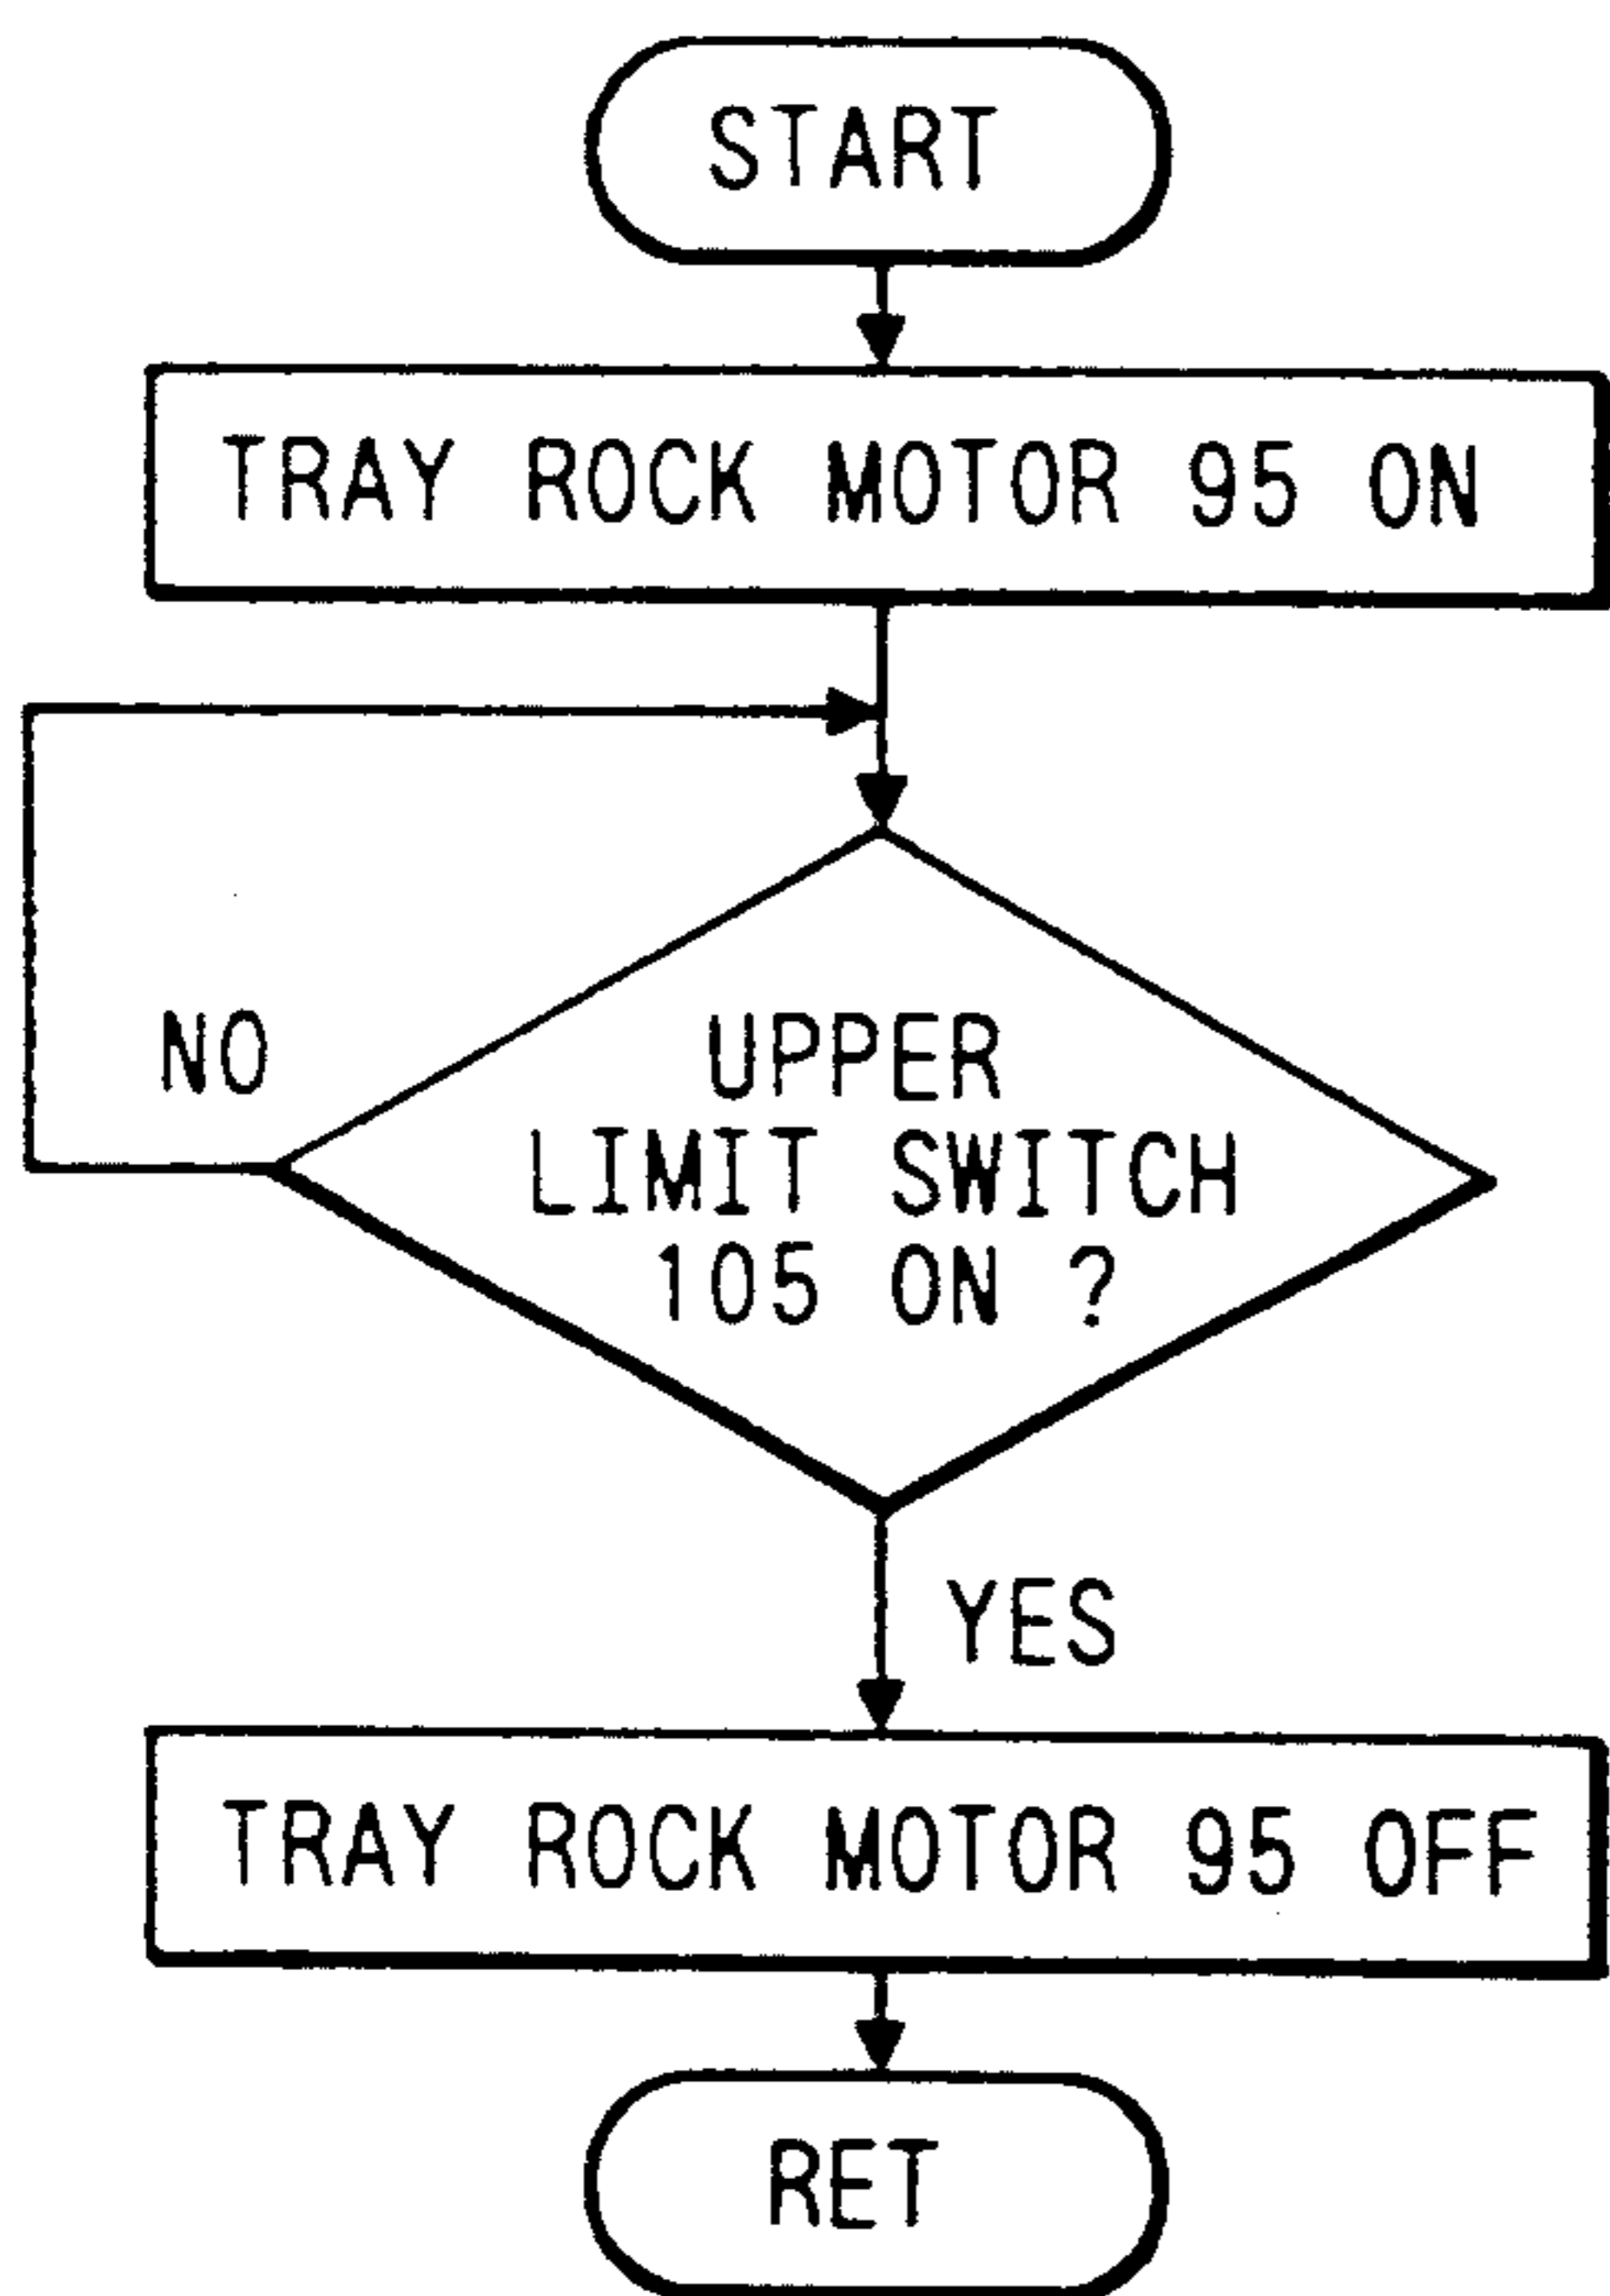 START
TRAY ROCK MOTOR 95 ON
NO
UPPER
LIMIT SWITCH
105 ON ?
YES
TRAY ROCK MOTOR 95 OFF
RET